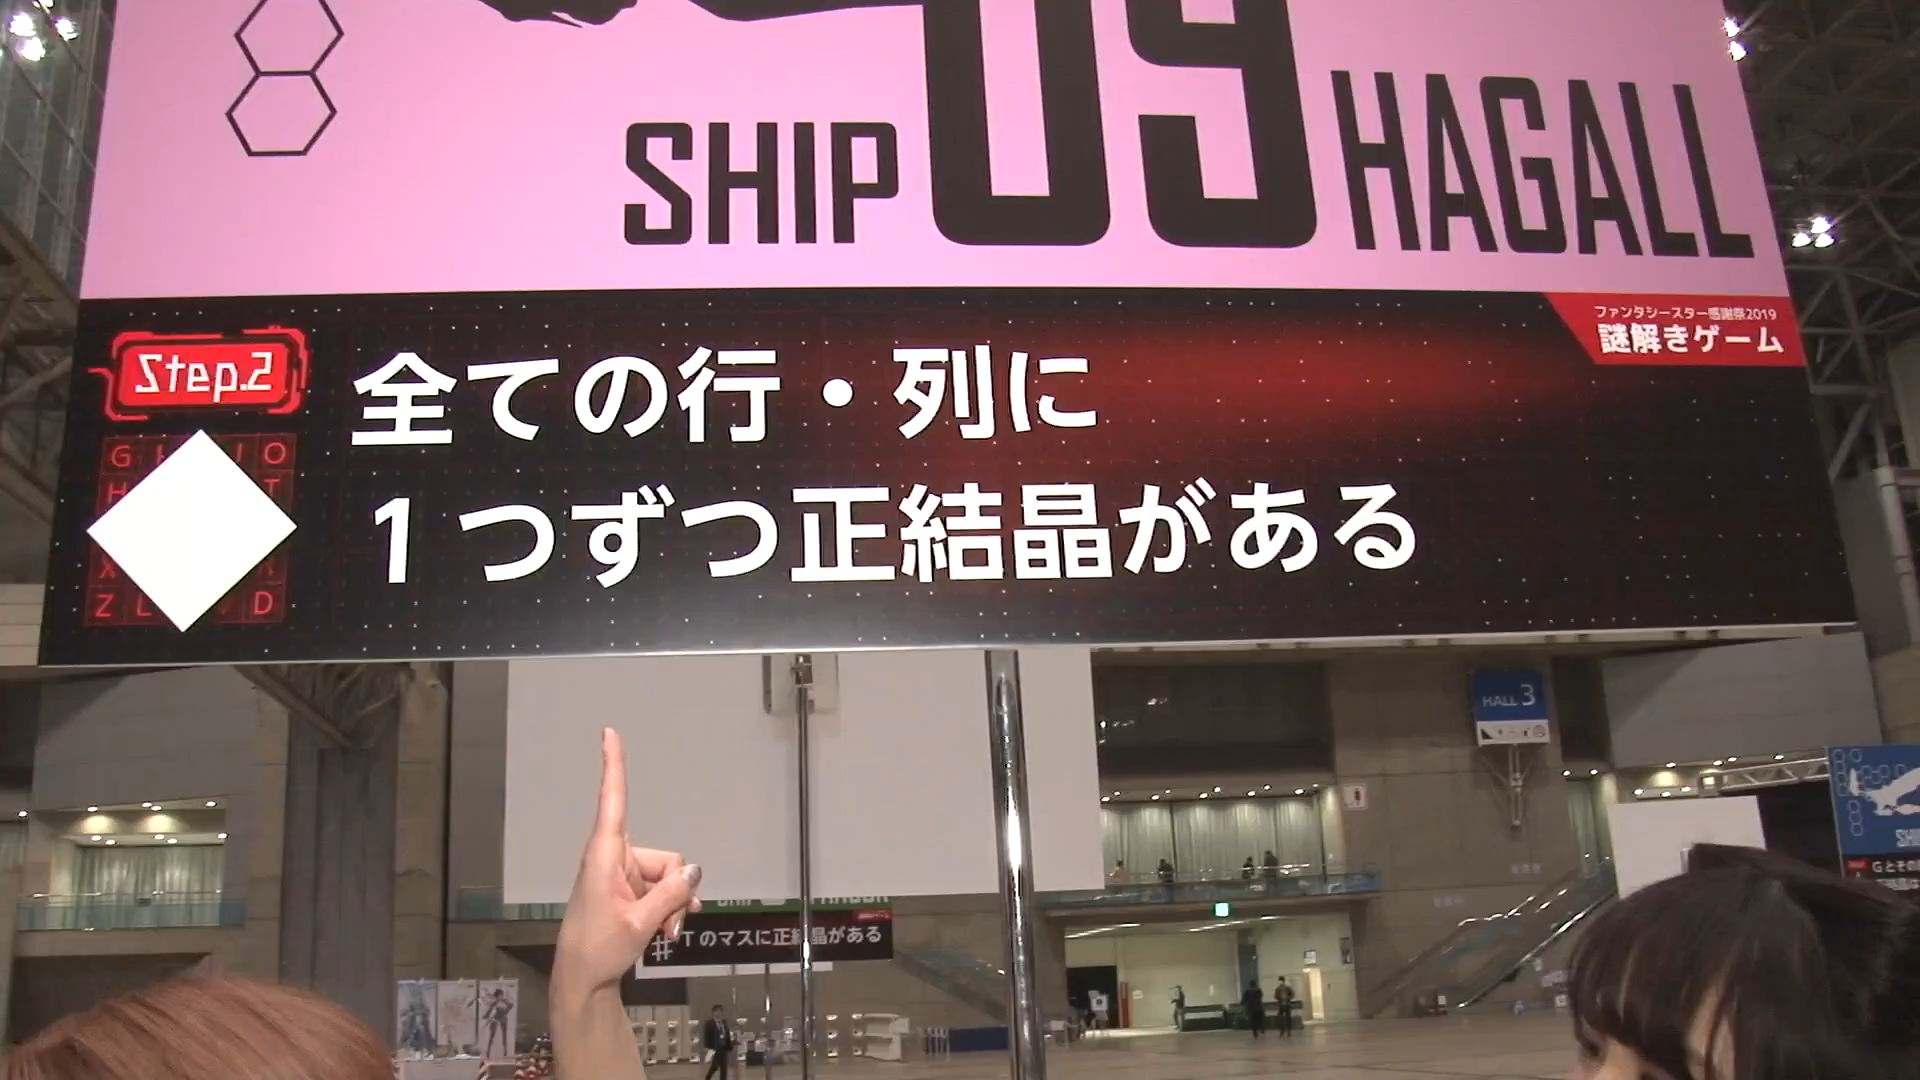 SHIP 09 HAGALL
ファンタシースター感謝祭2019
謎解きゲーム
Step.2
全ての行・列に
1つずつ正結晶がある
G O
H T
X
Z L D
HALL 3
Tのマスに正結晶がある
#